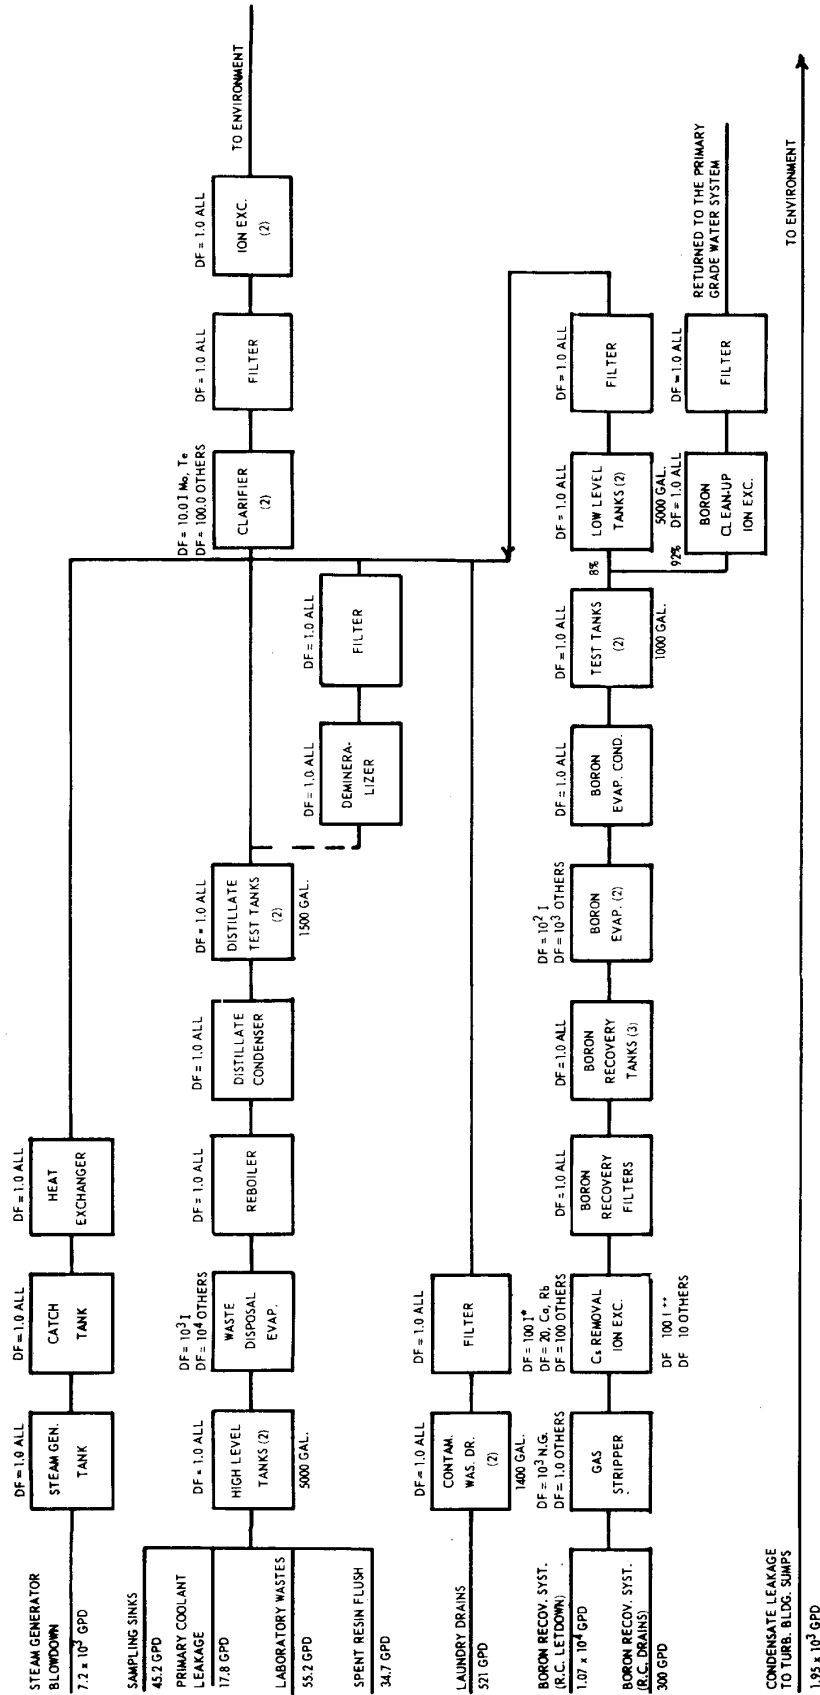 STEAM GENERATOR
BLOWDOWN
7.2 x 10³ GPD
DF = 1.0 ALL
STEAM GEN.
TANK
DF = 1.0 ALL
CATCH
TANK
DF = 1.0 ALL
HEAT
EXCHANGER
SAMPLING SINKS
45.2 GPD
PRIMARY COOLANT
LEAKAGE
17.8 GPD
LABORATORY WASTES
55.2 GPD
SPENT RESIN FLUSH
34.7 GPD
DF = 1.0 ALL
HIGH LEVEL
TANKS (2)
5000 GAL.
DF = 10³ I
DF = 10⁴ OTHERS
WASTE
DISPOSAL
EVAP.
DF = 1.0 ALL
REBOILER
DF = 1.0 ALL
DISTILLATE
CONDENSER
DF = 1.0 ALL
DISTILLATE
TEST TANKS
(2)
1500 GAL.
DF = 1.0 ALL
DEMINERA-
LIZER
DF = 1.0 ALL
FILTER
DF = 10.0 I Mo, Te
DF = 100.0 OTHERS
CLARIFIER
(2)
DF = 1.0 ALL
FILTER
DF = 1.0 ALL
ION EXC.
(2)
TO ENVIRONMENT
LAUNDRY DRAINS
521 GPD
DF = 1.0 ALL
CONTAM.
WAS. DR.
(2)
1400 GAL.
DF = 1.0 ALL
FILTER
BORON RECOV. SYST.
(R.C. LETDOWN)
1.07 x 10⁴ GPD
BORON RECOV. SYST.
(R.C. DRAINS)
300 GPD
DF = 10³ N.G.
DF = 1.0 OTHERS
GAS
STRIPPER
DF = 100 I*
DF = 20, Ca, Rb
DF = 100 OTHERS
Cs REMOVAL
ION EXC.
DF 100 I **
DF 10 OTHERS
DF = 1.0 ALL
BORON
RECOVERY
FILTERS
DF = 1.0 ALL
BORON
RECOVERY
TANKS (3)
DF = 10² I
DF = 10³ OTHERS
BORON
EVAP. (2)
DF = 1.0 ALL
BORON
EVAP. COND.
DF = 1.0 ALL
TEST TANKS
(2)
1000 GAL.
8%
92%
DF = 1.0 ALL
LOW LEVEL
TANKS (2)
5000 GAL.
DF = 1.0 ALL
FILTER
DF = 1.0 ALL
BORON
CLEAN-UP
ION EXC.
DF = 1.0 ALL
FILTER
RETURNED TO THE PRIMARY
GRADE WATER SYSTEM
CONDENSATE LEAKAGE
TO TURB. BLDG. SUMPS
1.95 x 10³ GPD
TO ENVIRONMENT